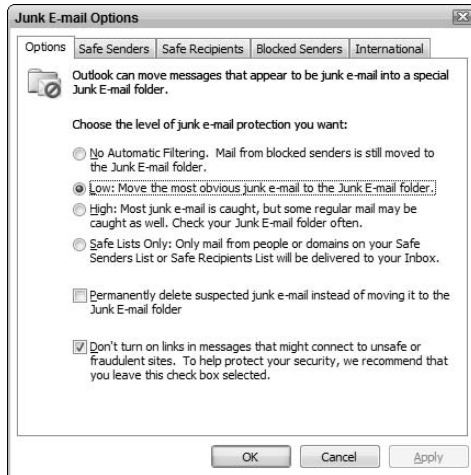 Junk E-mail Options
Options Safe Senders Safe Recipients Blocked Senders International
Outlook can move messages that appear to be junk e-mail into a special
Junk E-mail folder.
Choose the level of junk e-mail protection you want:
No Automatic Filtering. Mail from blocked senders is still moved to
the Junk E-mail folder.
Low: Move the most obvious junk e-mail to the Junk E-mail folder.
High: Most junk e-mail is caught, but some regular mail may be
caught as well. Check your Junk E-mail folder often.
Safe Lists Only: Only mail from people or domains on your Safe
Senders List or Safe Recipients List will be delivered to your Inbox.
Permanently delete suspected junk e-mail instead of moving it to the
Junk E-mail folder
Don't turn on links in messages that might connect to unsafe or
fraudulent sites. To help protect your security, we recommend that
you leave this check box selected.
OK Cancel Apply